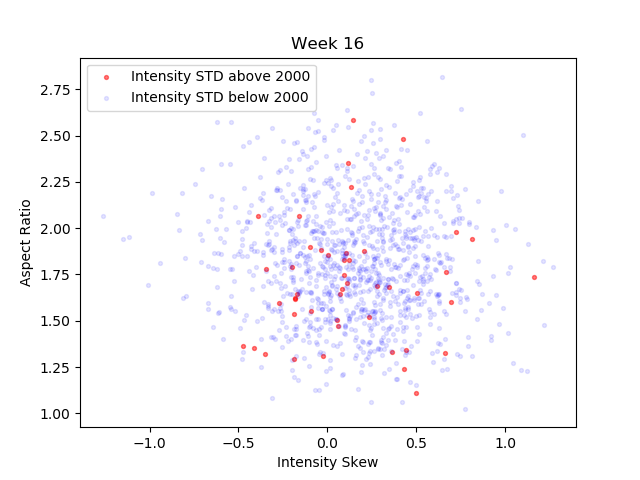 Week 16
Intensity STD above 2000
Intensity STD below 2000
Aspect Ratio
2.75
2.50
2.25
2.00
1.75
1.50
1.25
1.00
−1.0 −0.5 0.0 0.5 1.0
Intensity Skew